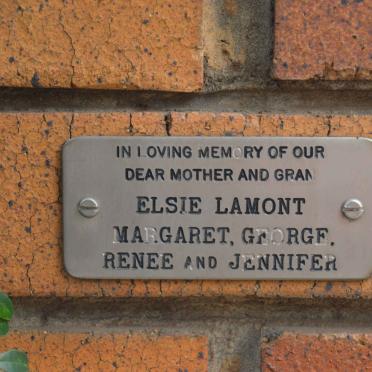 IN LOVING MEMORY OF OUR
DEAR MOTHER AND GRAN
ELSIE LAMONT
MARGARET, GEORGE,
RENEE AND JENNIFER